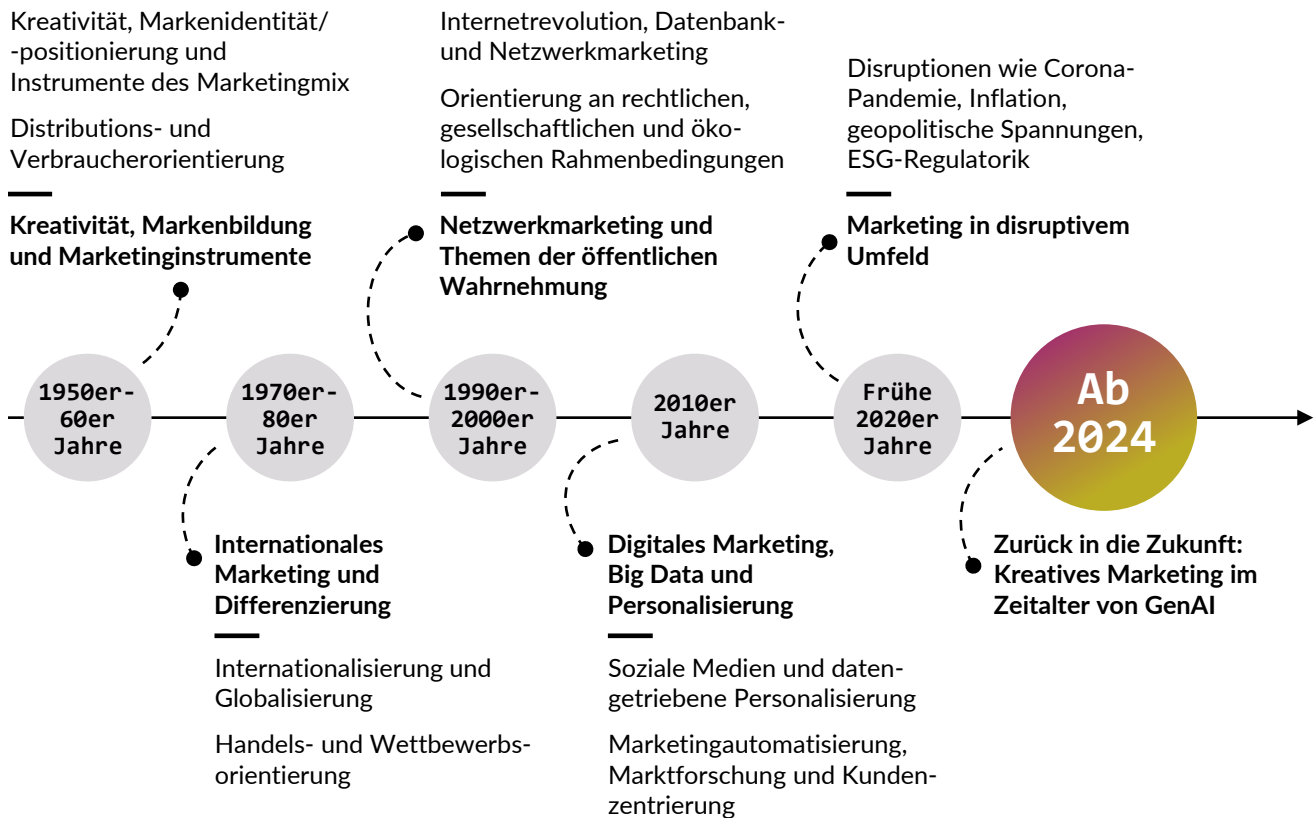 Kreativität, Markenidentität/
-positionierung und
Instrumente des Marketingmix
Distributions- und
Verbraucherorientierung
Kreativität, Markenbildung
und Marketinginstrumente
Internetrevolution, Datenbank-
und Netzwerkmarketing
Orientierung an rechtlichen,
gesellschaftlichen und öko-
logischen Rahmenbedingungen
Netzwerkmarketing und
Themen der öffentlichen
Wahrnehmung
Disruptionen wie Corona-
Pandemie, Inflation,
geopolitische Spannungen,
ESG-Regulatorik
Marketing in disruptivem
Umfeld
1950er-
60er
Jahre
1970er-
80er
Jahre
1990er-
2000er
Jahre
2010er
Jahre
Frühe
2020er
Jahre
Ab
2024
Internationales
Marketing und
Differenzierung
Internationalisierung und
Globalisierung
Handels- und Wettbewerbs-
orientierung
Digitales Marketing,
Big Data und
Personalisierung
Soziale Medien und daten-
getriebene Personalisierung
Marketingautomatisierung,
Marktforschung und Kunden-
zentrierung
Zurück in die Zukunft:
Kreatives Marketing im
Zeitalter von GenAI